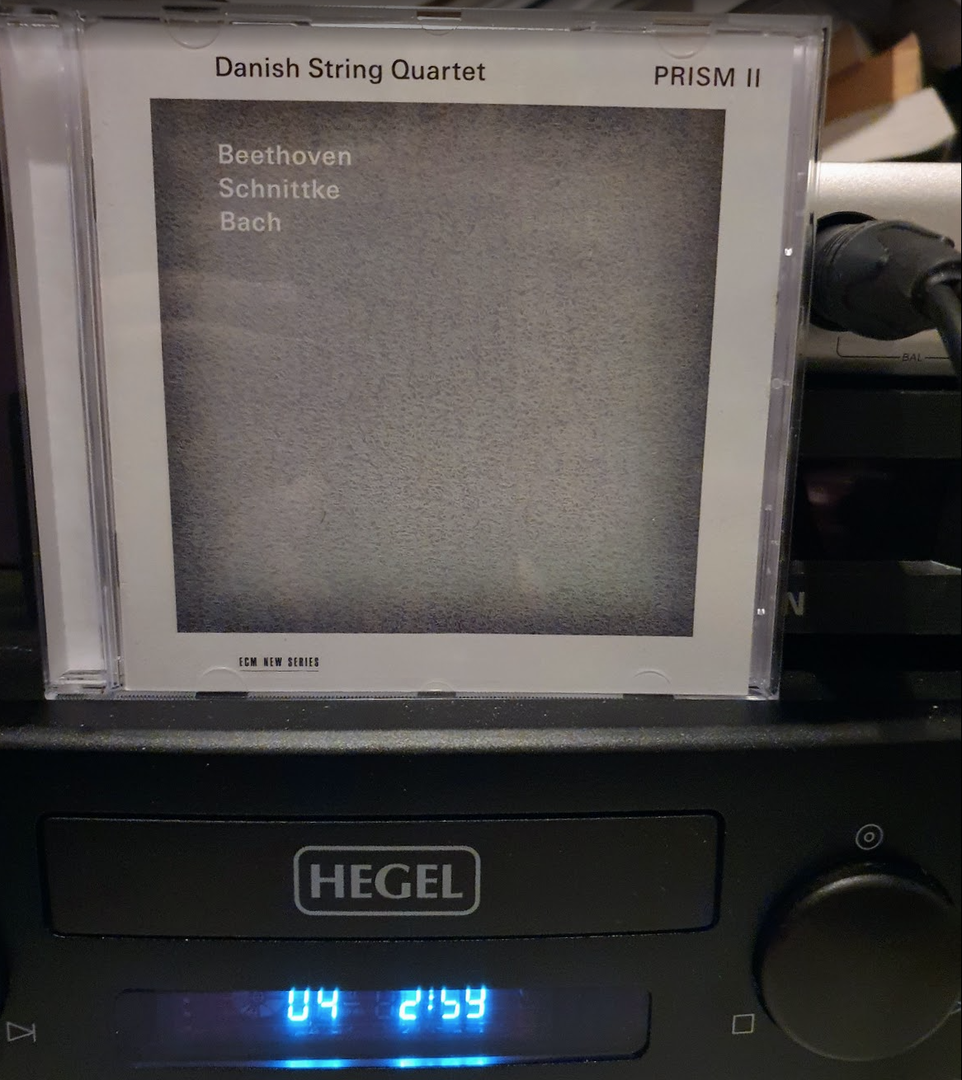 Danish String Quartet
PRISM II
Beethoven
Schnittke
Bach
BAL
N
ECM NEW SERIES
HEGEL
04 2:59